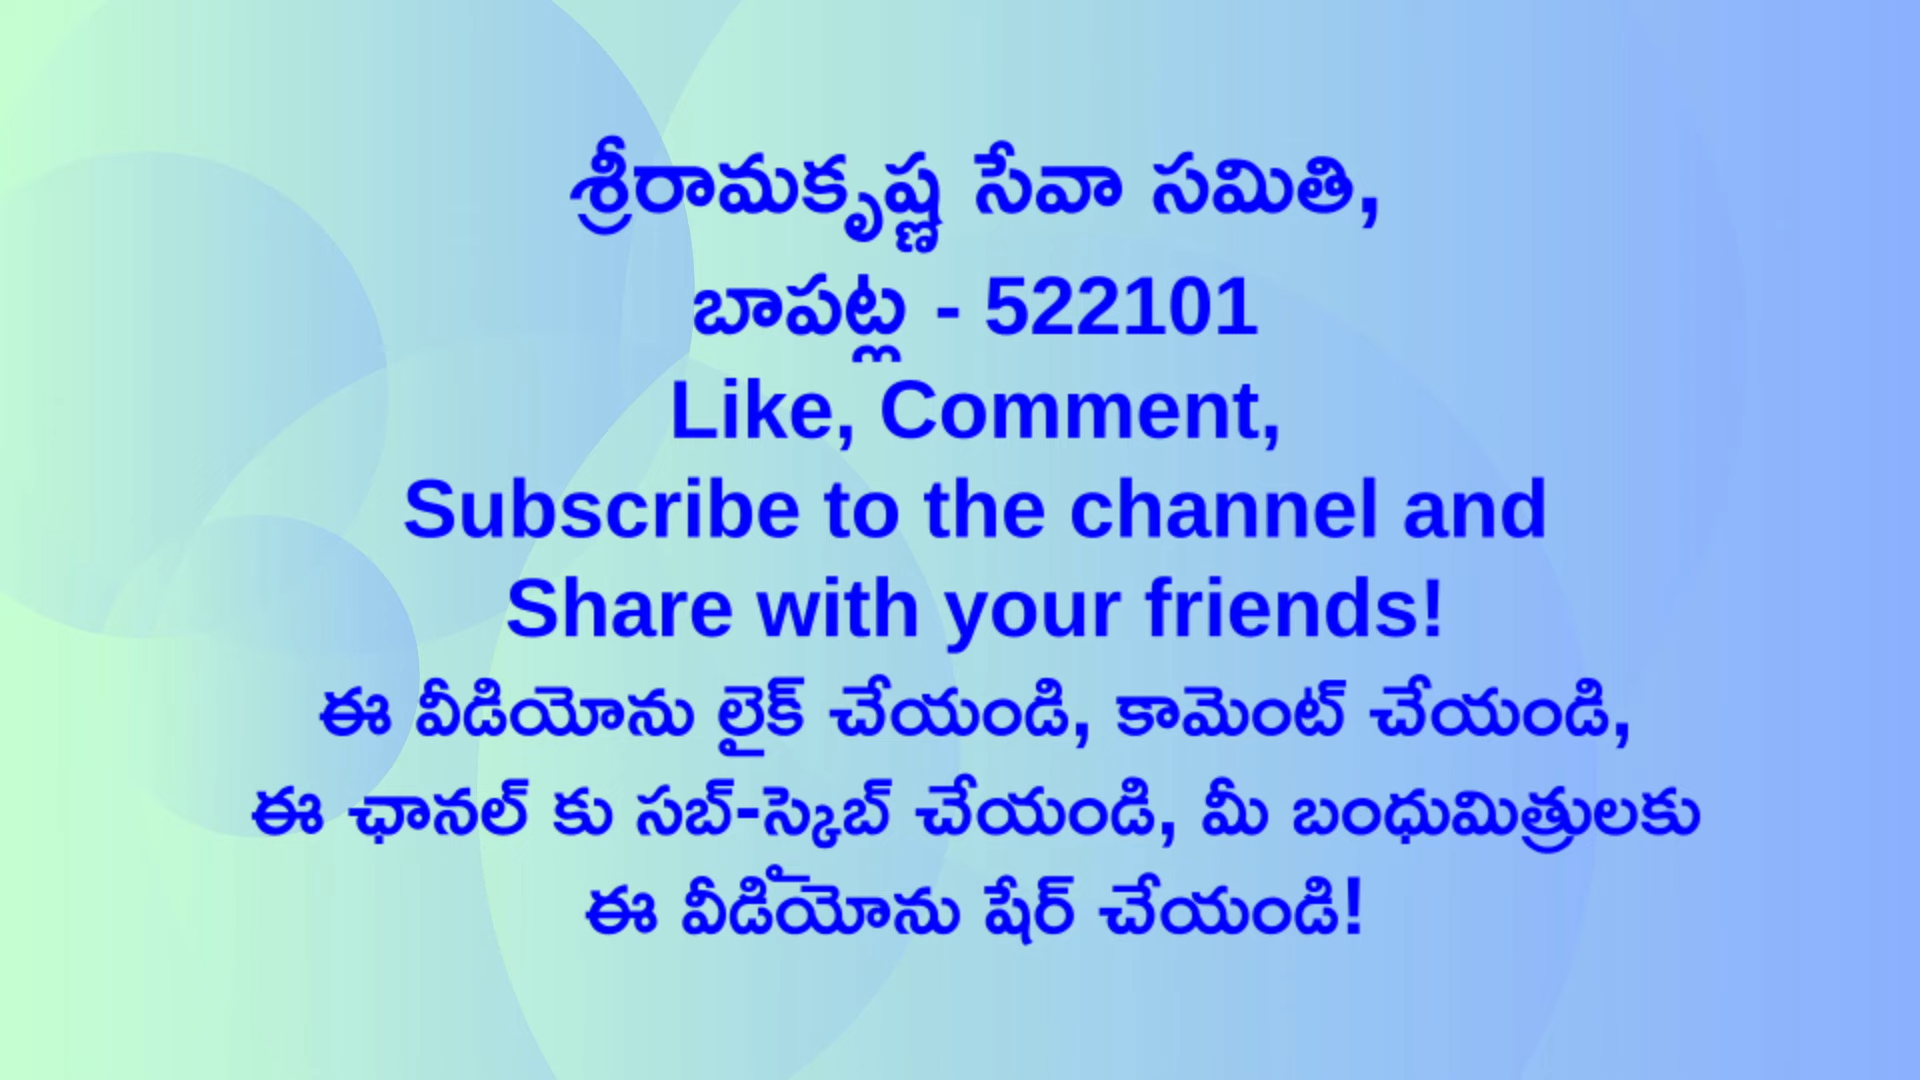 శ్రీరామకృష్ణ సేవా సమితి,
బాపట్ల - 522101
Like, Comment,
Subscribe to the channel and
Share with your friends!
ఈ వీడియోను లైక్ చేయండి, కామెంట్ చేయండి,
ఈ ఛానల్ కు సబ్-స్కైబ్ చేయండి, మీ బంధుమిత్రులకు
ఈ వీడియోను షేర్ చేయండి!